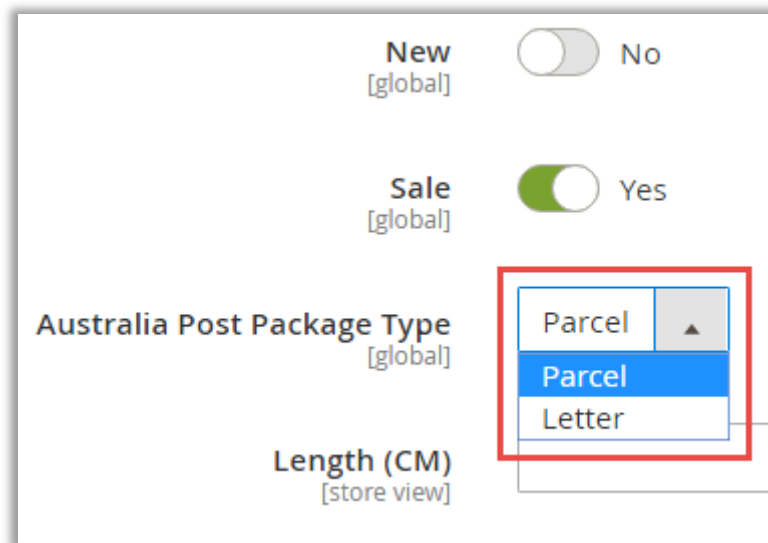 New
No
[global]
Sale
Yes
[global]
Australia Post Package Type
Parcel
[global]
Parcel
Letter
Length (CM)
[store view]